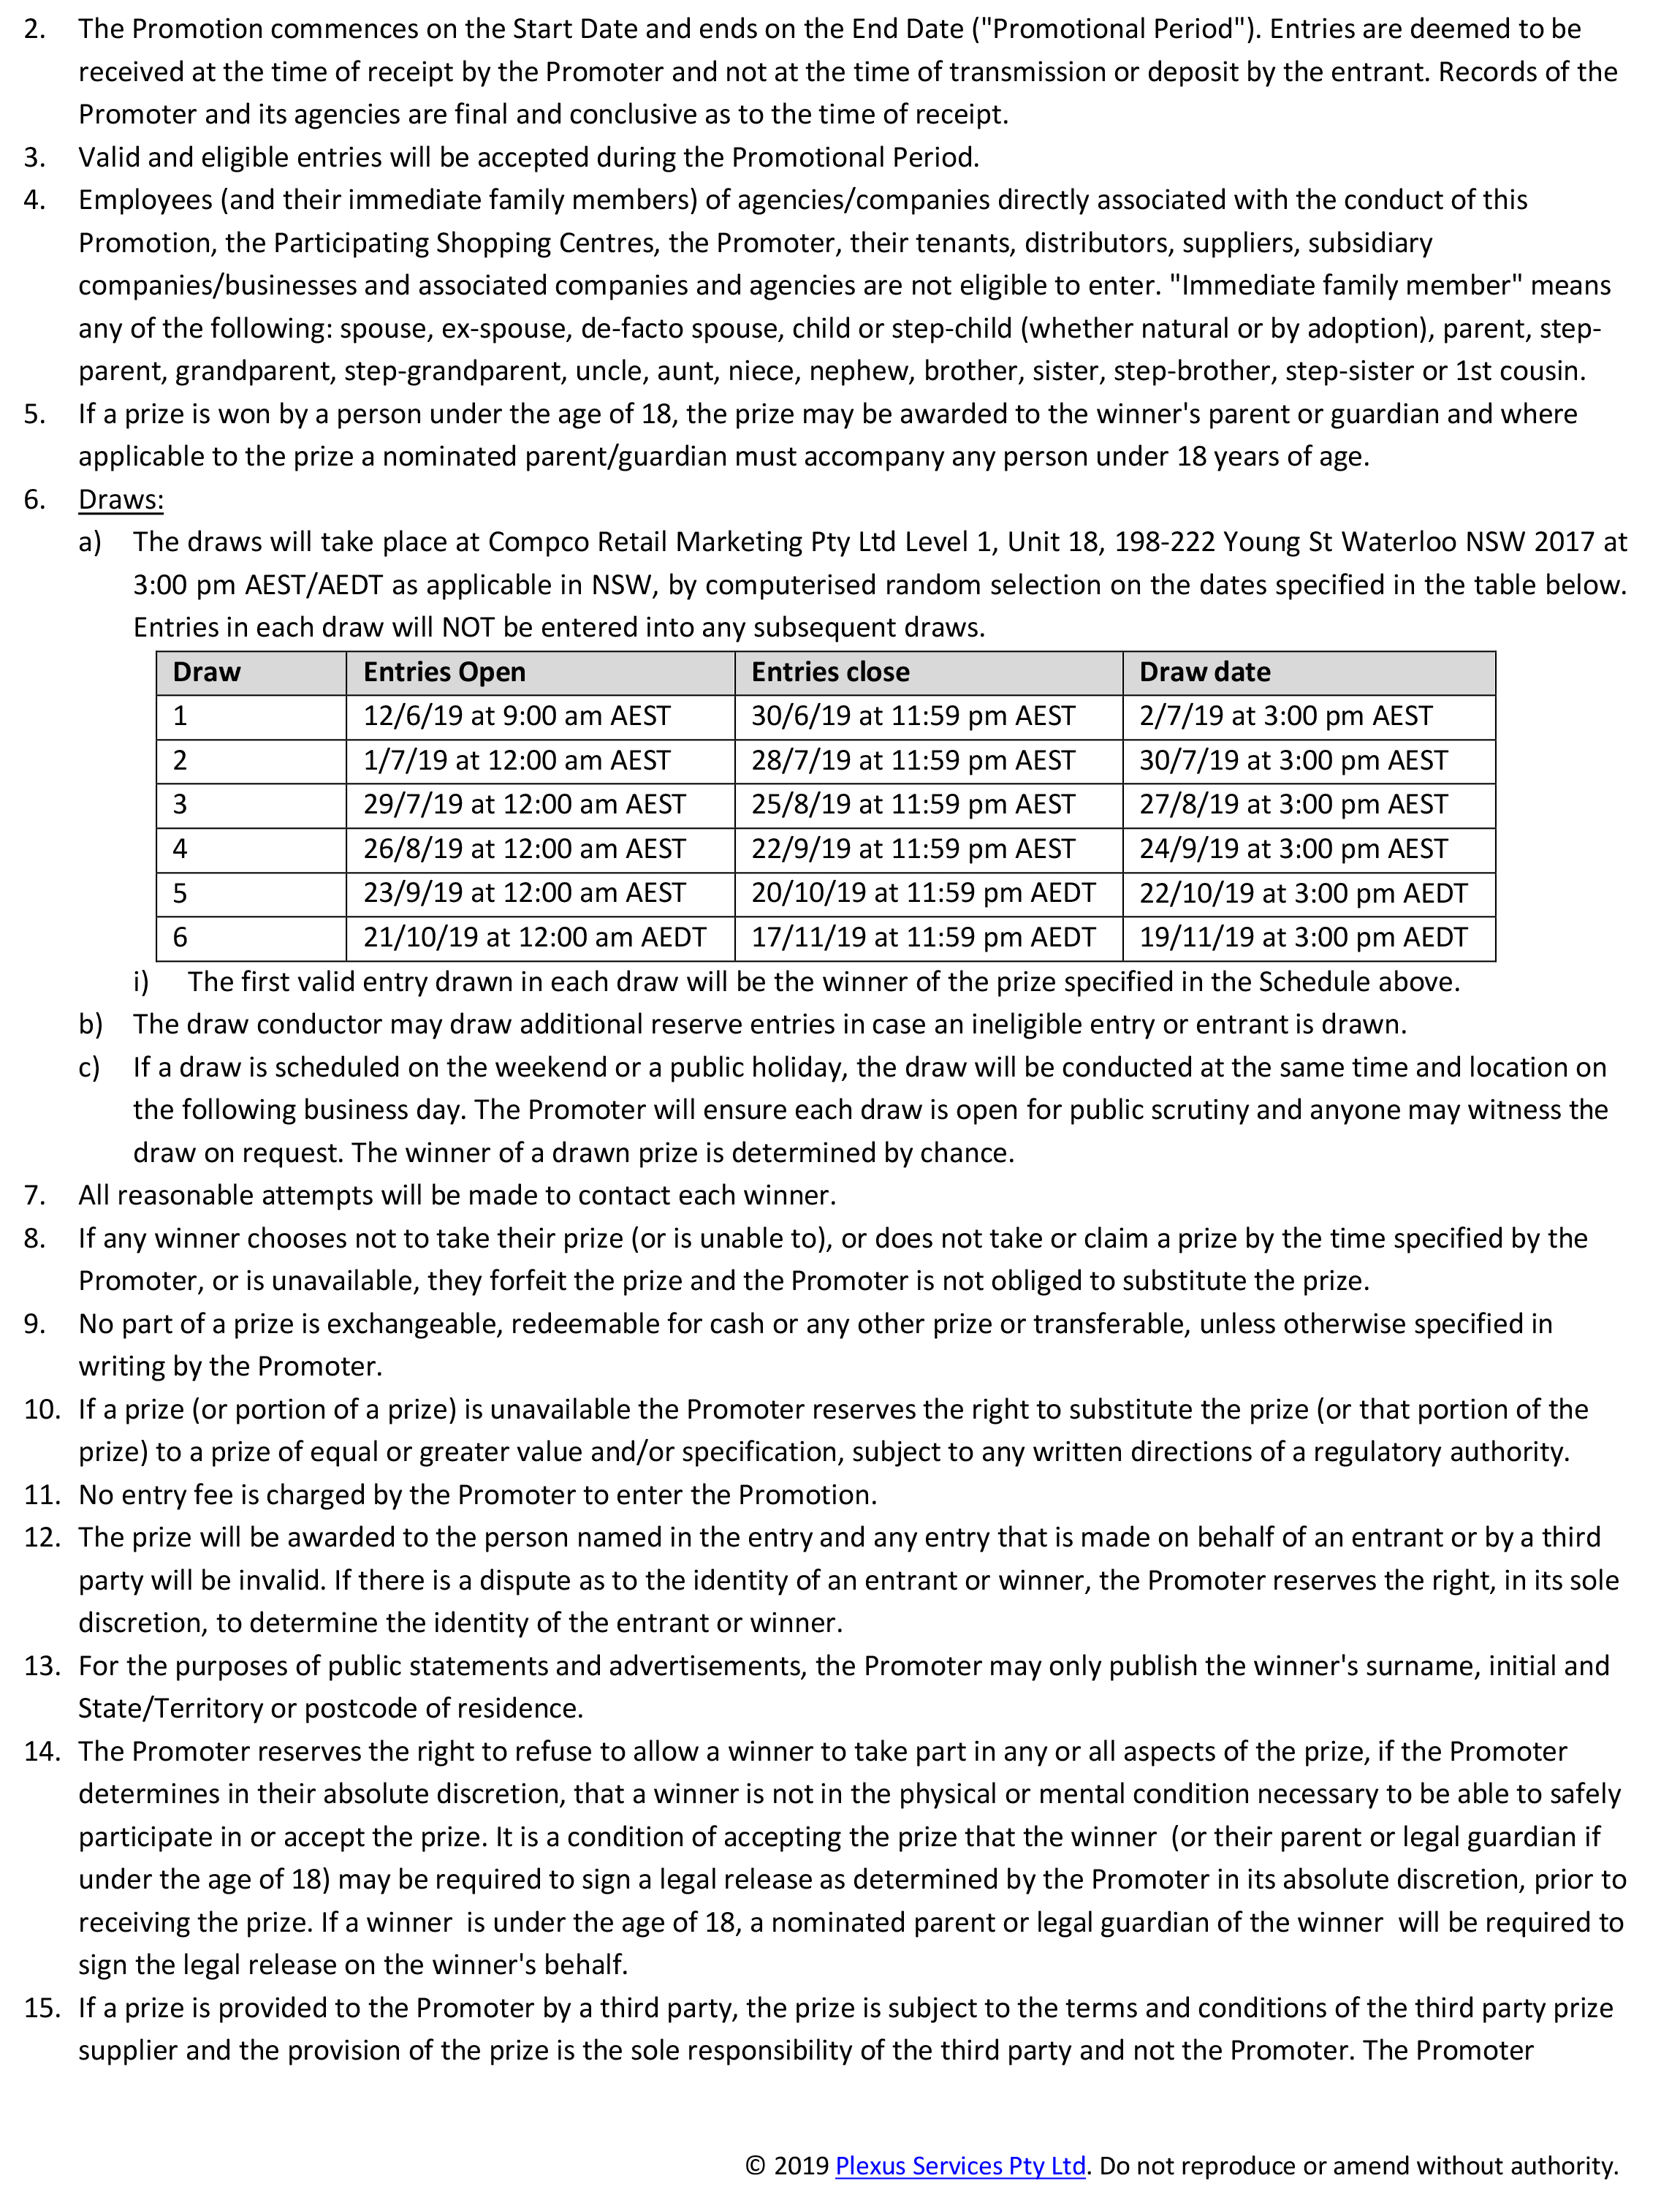 2. The Promotion commences on the Start Date and ends on the End Date ("Promotional Period"). Entries are deemed to be
received at the time of receipt by the Promoter and not at the time of transmission or deposit by the entrant. Records of the
Promoter and its agencies are final and conclusive as to the time of receipt.
3. Valid and eligible entries will be accepted during the Promotional Period.
4. Employees (and their immediate family members) of agencies/companies directly associated with the conduct of this
Promotion, the Participating Shopping Centres, the Promoter, their tenants, distributors, suppliers, subsidiary
companies/businesses and associated companies and agencies are not eligible to enter. "Immediate family member" means
any of the following: spouse, ex-spouse, de-facto spouse, child or step-child (whether natural or by adoption), parent, step-
parent, grandparent, step-grandparent, uncle, aunt, niece, nephew, brother, sister, step-brother, step-sister or 1st cousin.
5. If a prize is won by a person under the age of 18, the prize may be awarded to the winner's parent or guardian and where
applicable to the prize a nominated parent/guardian must accompany any person under 18 years of age.
6. Draws:
a) The draws will take place at Compco Retail Marketing Pty Ltd Level 1, Unit 18, 198-222 Young St Waterloo NSW 2017 at
3:00 pm AEST/AEDT as applicable in NSW, by computerised random selection on the dates specified in the table below.
Entries in each draw will NOT be entered into any subsequent draws.
Draw Entries Open Entries close Draw date
1 12/6/19 at 9:00 am AEST 30/6/19 at 11:59 pm AEST 2/7/19 at 3:00 pm AEST
2 1/7/19 at 12:00 am AEST 28/7/19 at 11:59 pm AEST 30/7/19 at 3:00 pm AEST
3 29/7/19 at 12:00 am AEST 25/8/19 at 11:59 pm AEST 27/8/19 at 3:00 pm AEST
4 26/8/19 at 12:00 am AEST 22/9/19 at 11:59 pm AEST 24/9/19 at 3:00 pm AEST
5 23/9/19 at 12:00 am AEST 20/10/19 at 11:59 pm AEDT 22/10/19 at 3:00 pm AEDT
6 21/10/19 at 12:00 am AEDT 17/11/19 at 11:59 pm AEDT 19/11/19 at 3:00 pm AEDT
i) The first valid entry drawn in each draw will be the winner of the prize specified in the Schedule above.
b) The draw conductor may draw additional reserve entries in case an ineligible entry or entrant is drawn.
c) If a draw is scheduled on the weekend or a public holiday, the draw will be conducted at the same time and location on
the following business day. The Promoter will ensure each draw is open for public scrutiny and anyone may witness the
draw on request. The winner of a drawn prize is determined by chance.
7. All reasonable attempts will be made to contact each winner.
8. If any winner chooses not to take their prize (or is unable to), or does not take or claim a prize by the time specified by the
Promoter, or is unavailable, they forfeit the prize and the Promoter is not obliged to substitute the prize.
9. No part of a prize is exchangeable, redeemable for cash or any other prize or transferable, unless otherwise specified in
writing by the Promoter.
10. If a prize (or portion of a prize) is unavailable the Promoter reserves the right to substitute the prize (or that portion of the
prize) to a prize of equal or greater value and/or specification, subject to any written directions of a regulatory authority.
11. No entry fee is charged by the Promoter to enter the Promotion.
12. The prize will be awarded to the person named in the entry and any entry that is made on behalf of an entrant or by a third
party will be invalid. If there is a dispute as to the identity of an entrant or winner, the Promoter reserves the right, in its sole
discretion, to determine the identity of the entrant or winner.
13. For the purposes of public statements and advertisements, the Promoter may only publish the winner's surname, initial and
State/Territory or postcode of residence.
14. The Promoter reserves the right to refuse to allow a winner to take part in any or all aspects of the prize, if the Promoter
determines in their absolute discretion, that a winner is not in the physical or mental condition necessary to be able to safely
participate in or accept the prize. It is a condition of accepting the prize that the winner (or their parent or legal guardian if
under the age of 18) may be required to sign a legal release as determined by the Promoter in its absolute discretion, prior to
receiving the prize. If a winner is under the age of 18, a nominated parent or legal guardian of the winner will be required to
sign the legal release on the winner's behalf.
15. If a prize is provided to the Promoter by a third party, the prize is subject to the terms and conditions of the third party prize
supplier and the provision of the prize is the sole responsibility of the third party and not the Promoter. The Promoter
© 2019 Plexus Services Pty Ltd. Do not reproduce or amend without authority.